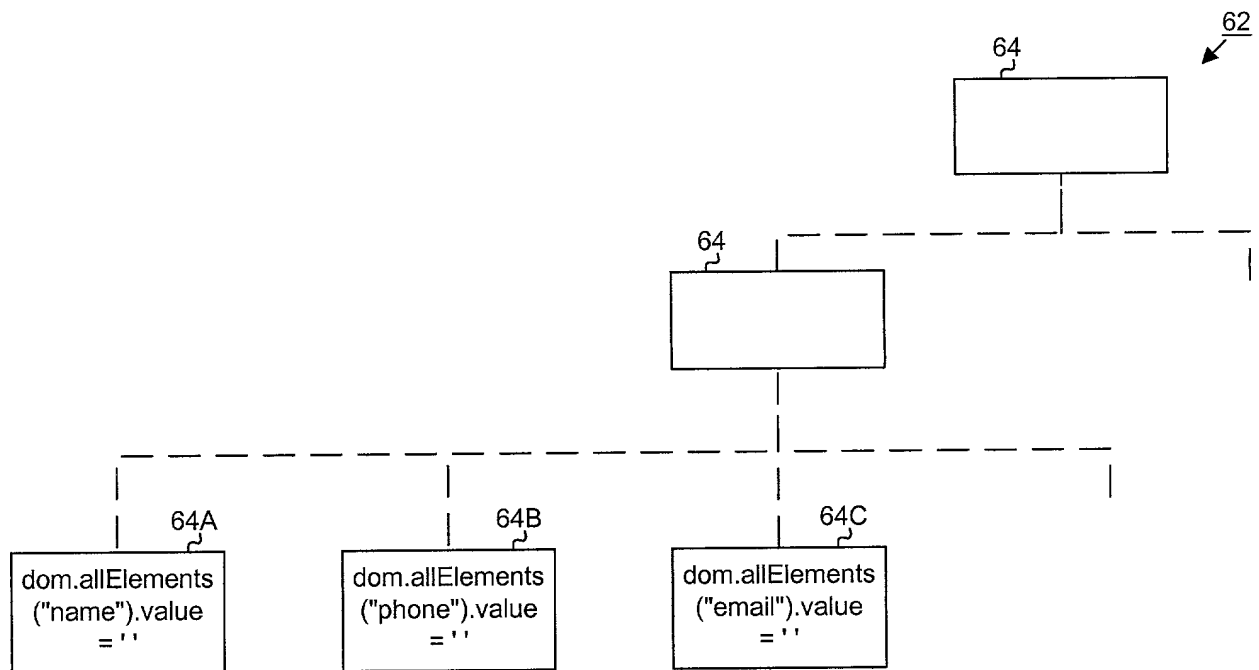 62
64
64
64A
64B
64C
dom.allElements
("name").value
= ' '
dom.allElements
("phone").value
= ' '
dom.allElements
("email").value
= ' '